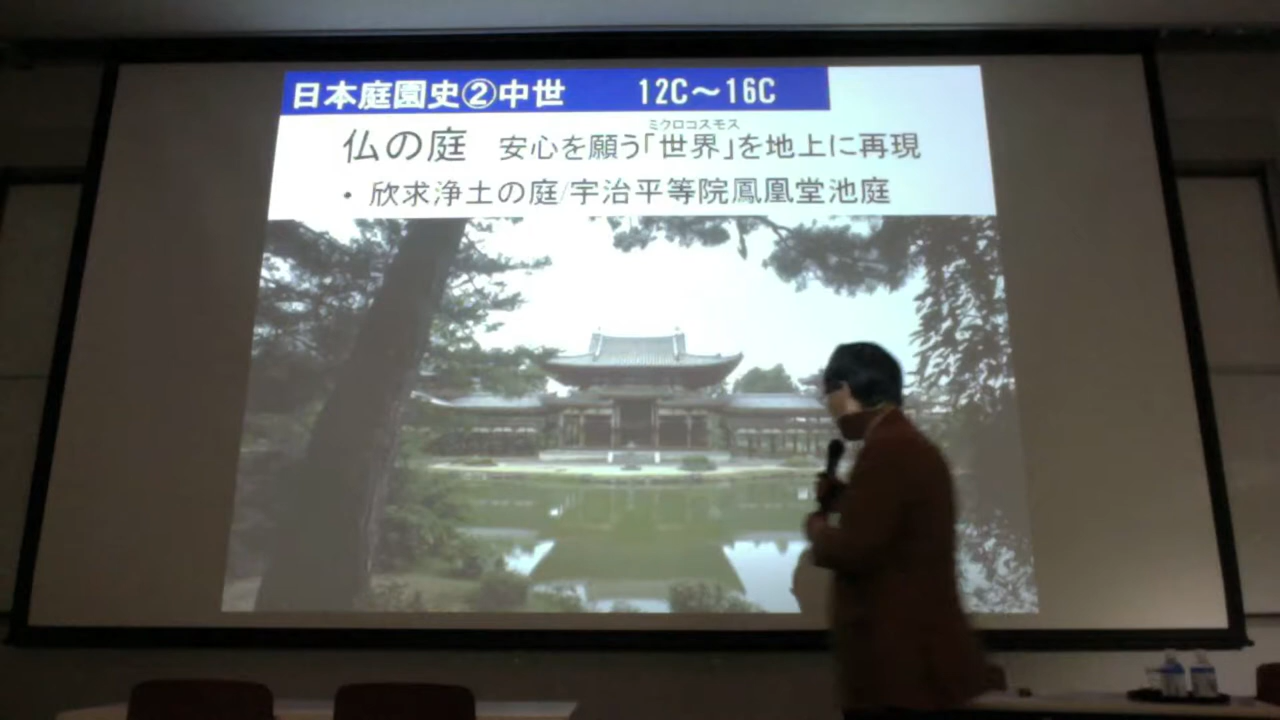 日本庭園史②中世 12C～16C
ミクロコスモス
仏の庭 安心を願う「世界」を地上に再現
・欣求浄土の庭/宇治平等院鳳凰堂池庭